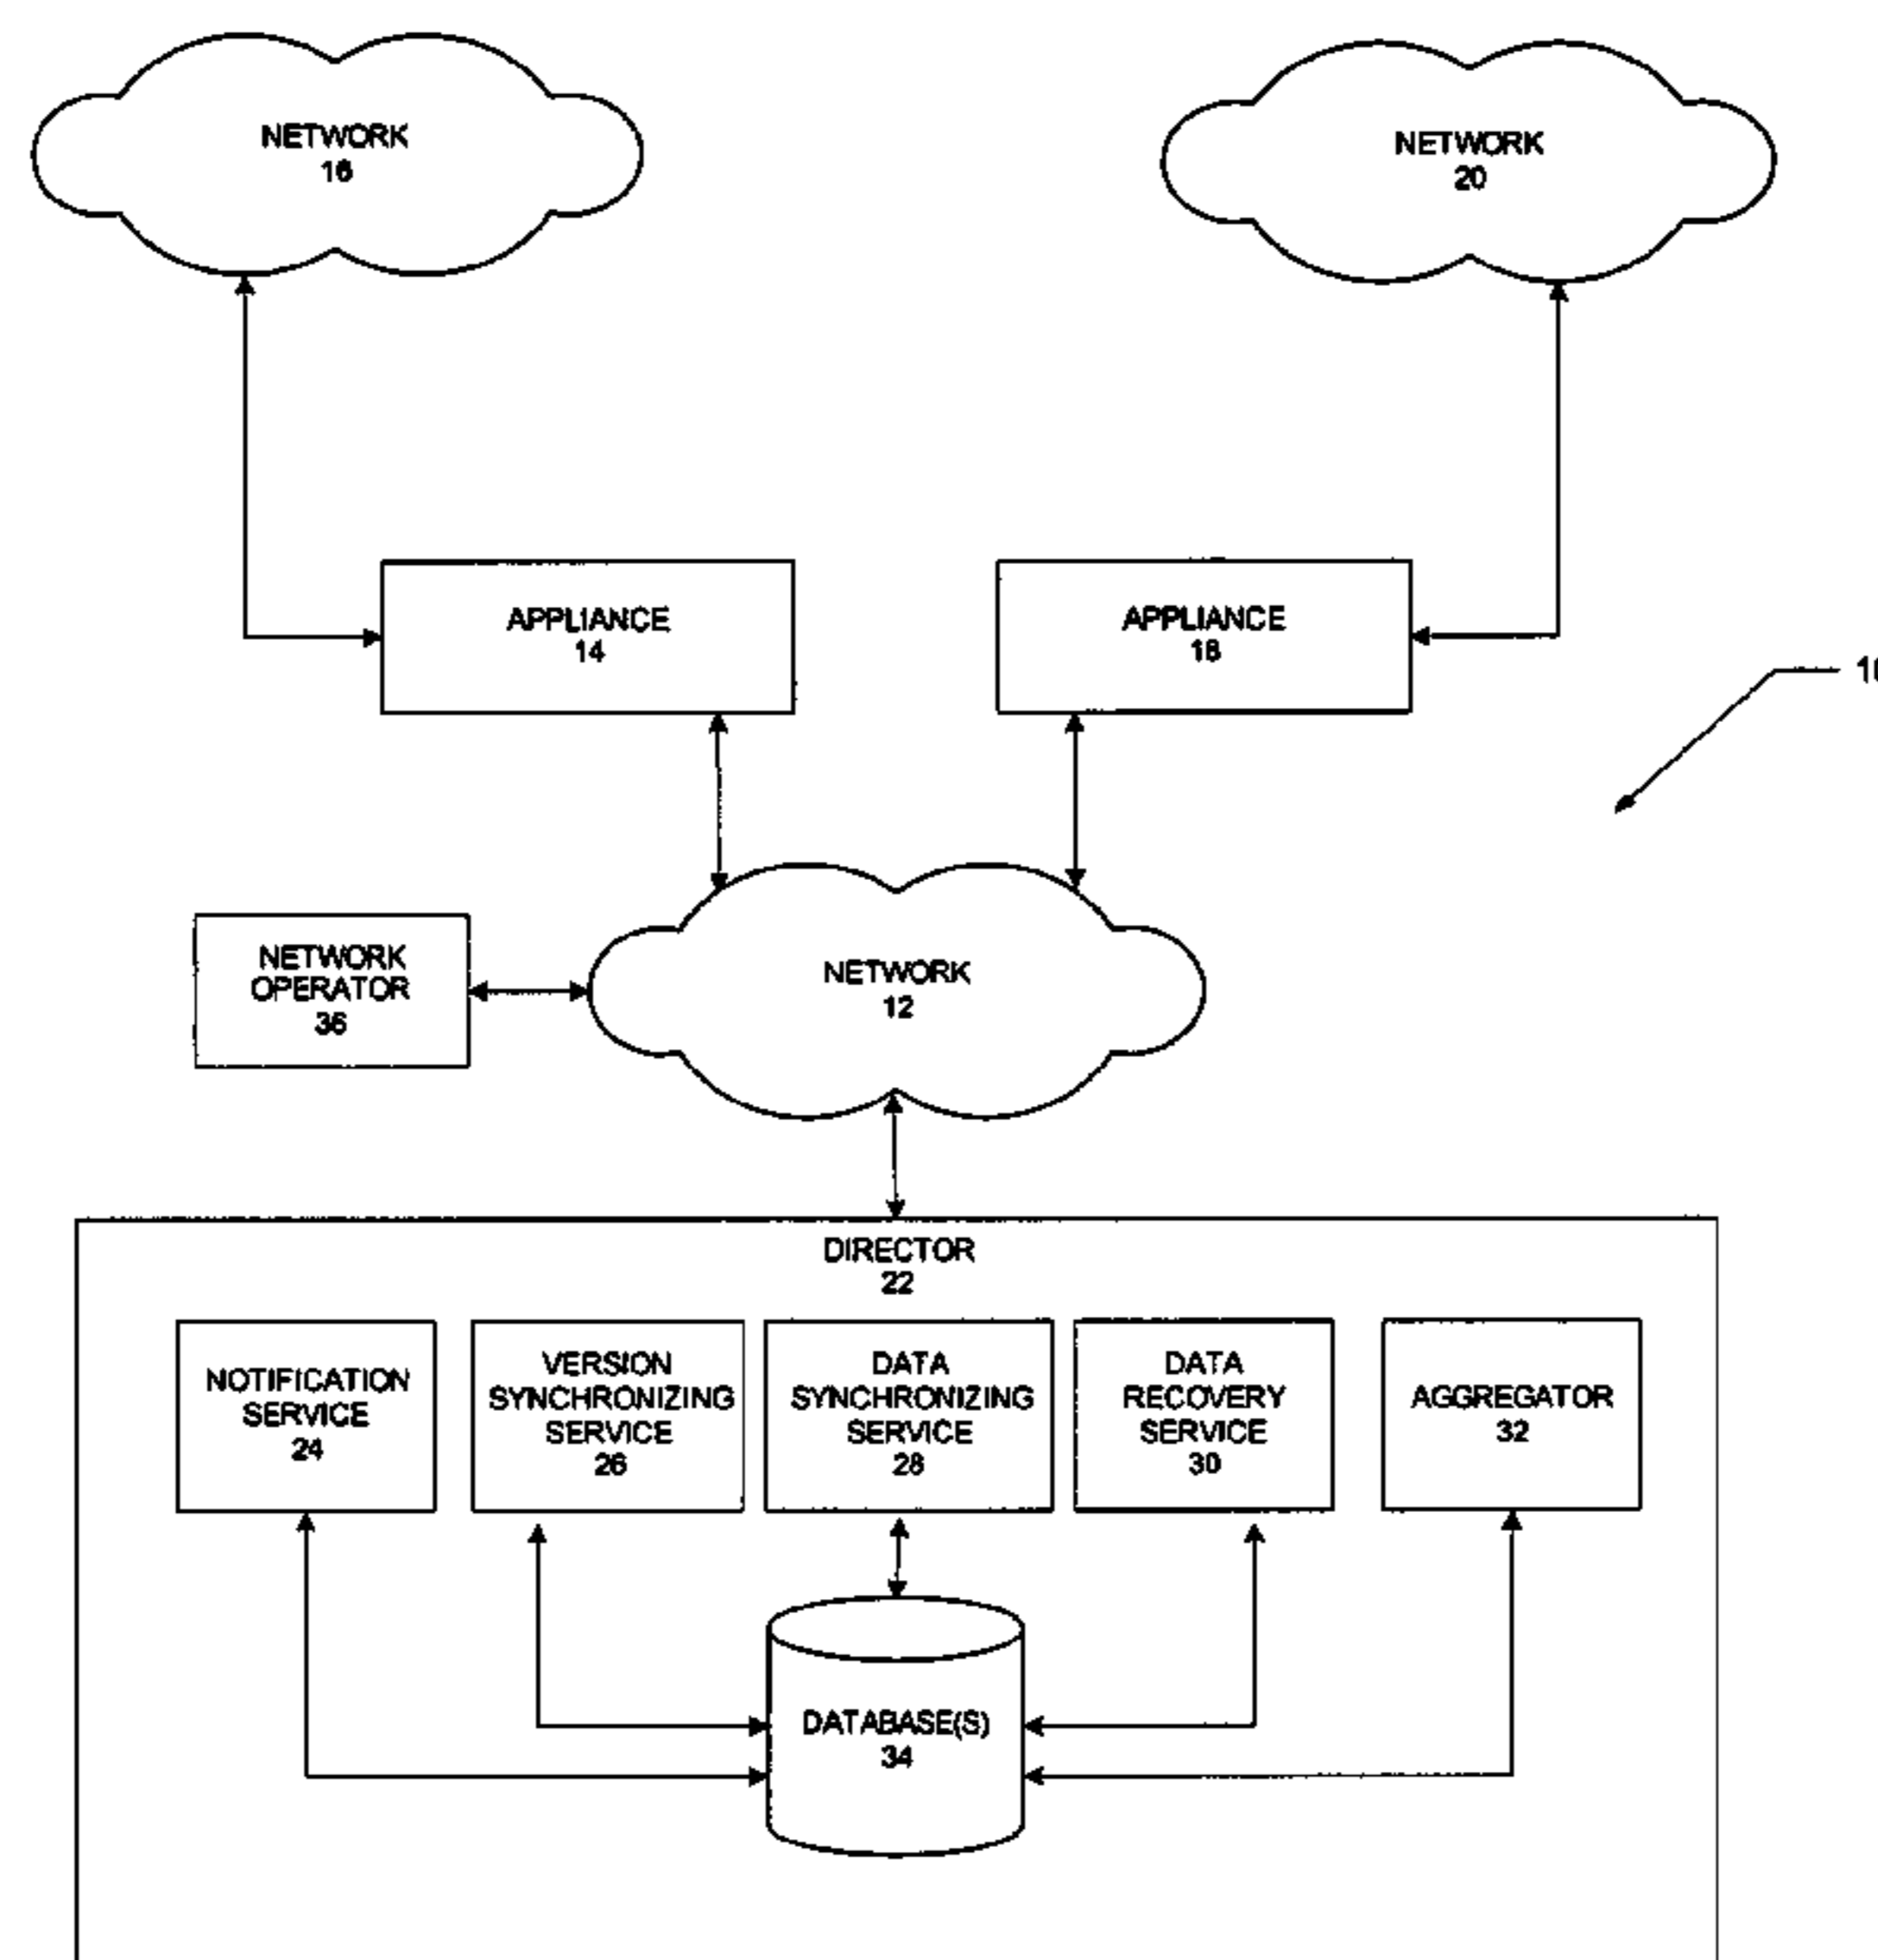 NETWORK
16
NETWORK
20
APPLIANCE
14
APPLIANCE
18
NETWORK
OPERATOR
36
NETWORK
12
DIRECTOR
22
NOTIFICATION
SERVICE
24
VERSION
SYNCHRONIZING
SERVICE
26
DATA
SYNCHRONIZING
SERVICE
28
DATA
RECOVERY
SERVICE
30
AGGREGATOR
32
DATABASE(S)
34